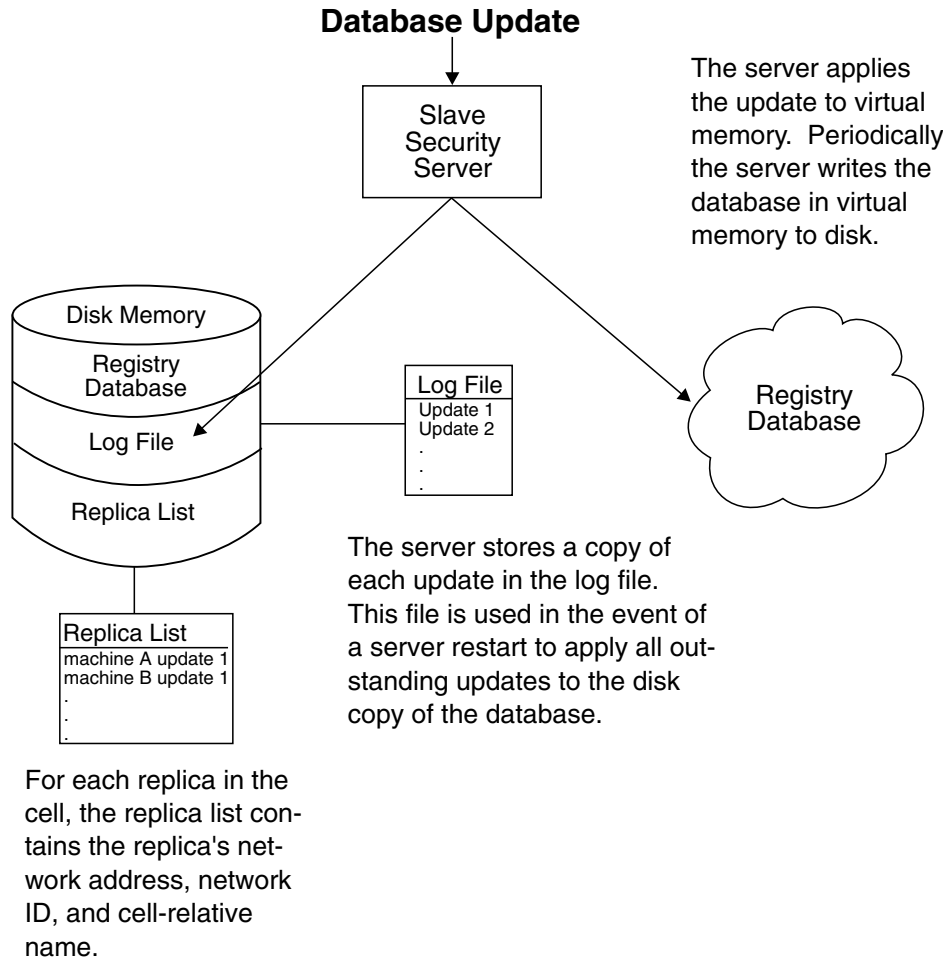 Database Update
Slave
Security
Server
The server applies
the update to virtual
memory. Periodically
the server writes the
database in virtual
memory to disk.
Disk Memory
Registry
Database
Log File
Replica List
Log File
Update 1
Update 2
.
.
.
Registry
Database
The server stores a copy of
each update in the log file.
This file is used in the event of
a server restart to apply all out-
standing updates to the disk
copy of the database.
Replica List
machine A update 1
machine B update 1
.
.
.
For each replica in the
cell, the replica list con-
tains the replica's net-
work address, network
ID, and cell-relative
name.